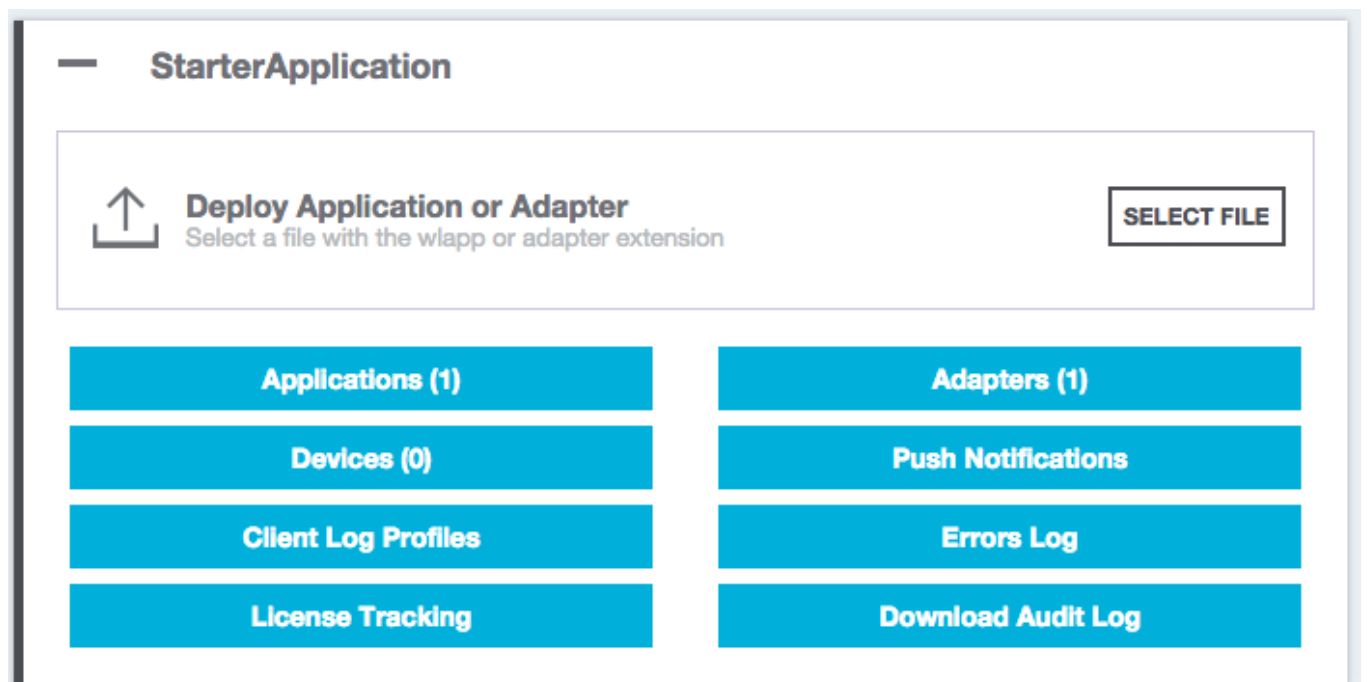 StarterApplication
Deploy Application or Adapter
Select a file with the wlapp or adapter extension
SELECT FILE
Applications (1)
Adapters (1)
Devices (0)
Push Notifications
Client Log Profiles
Errors Log
License Tracking
Download Audit Log